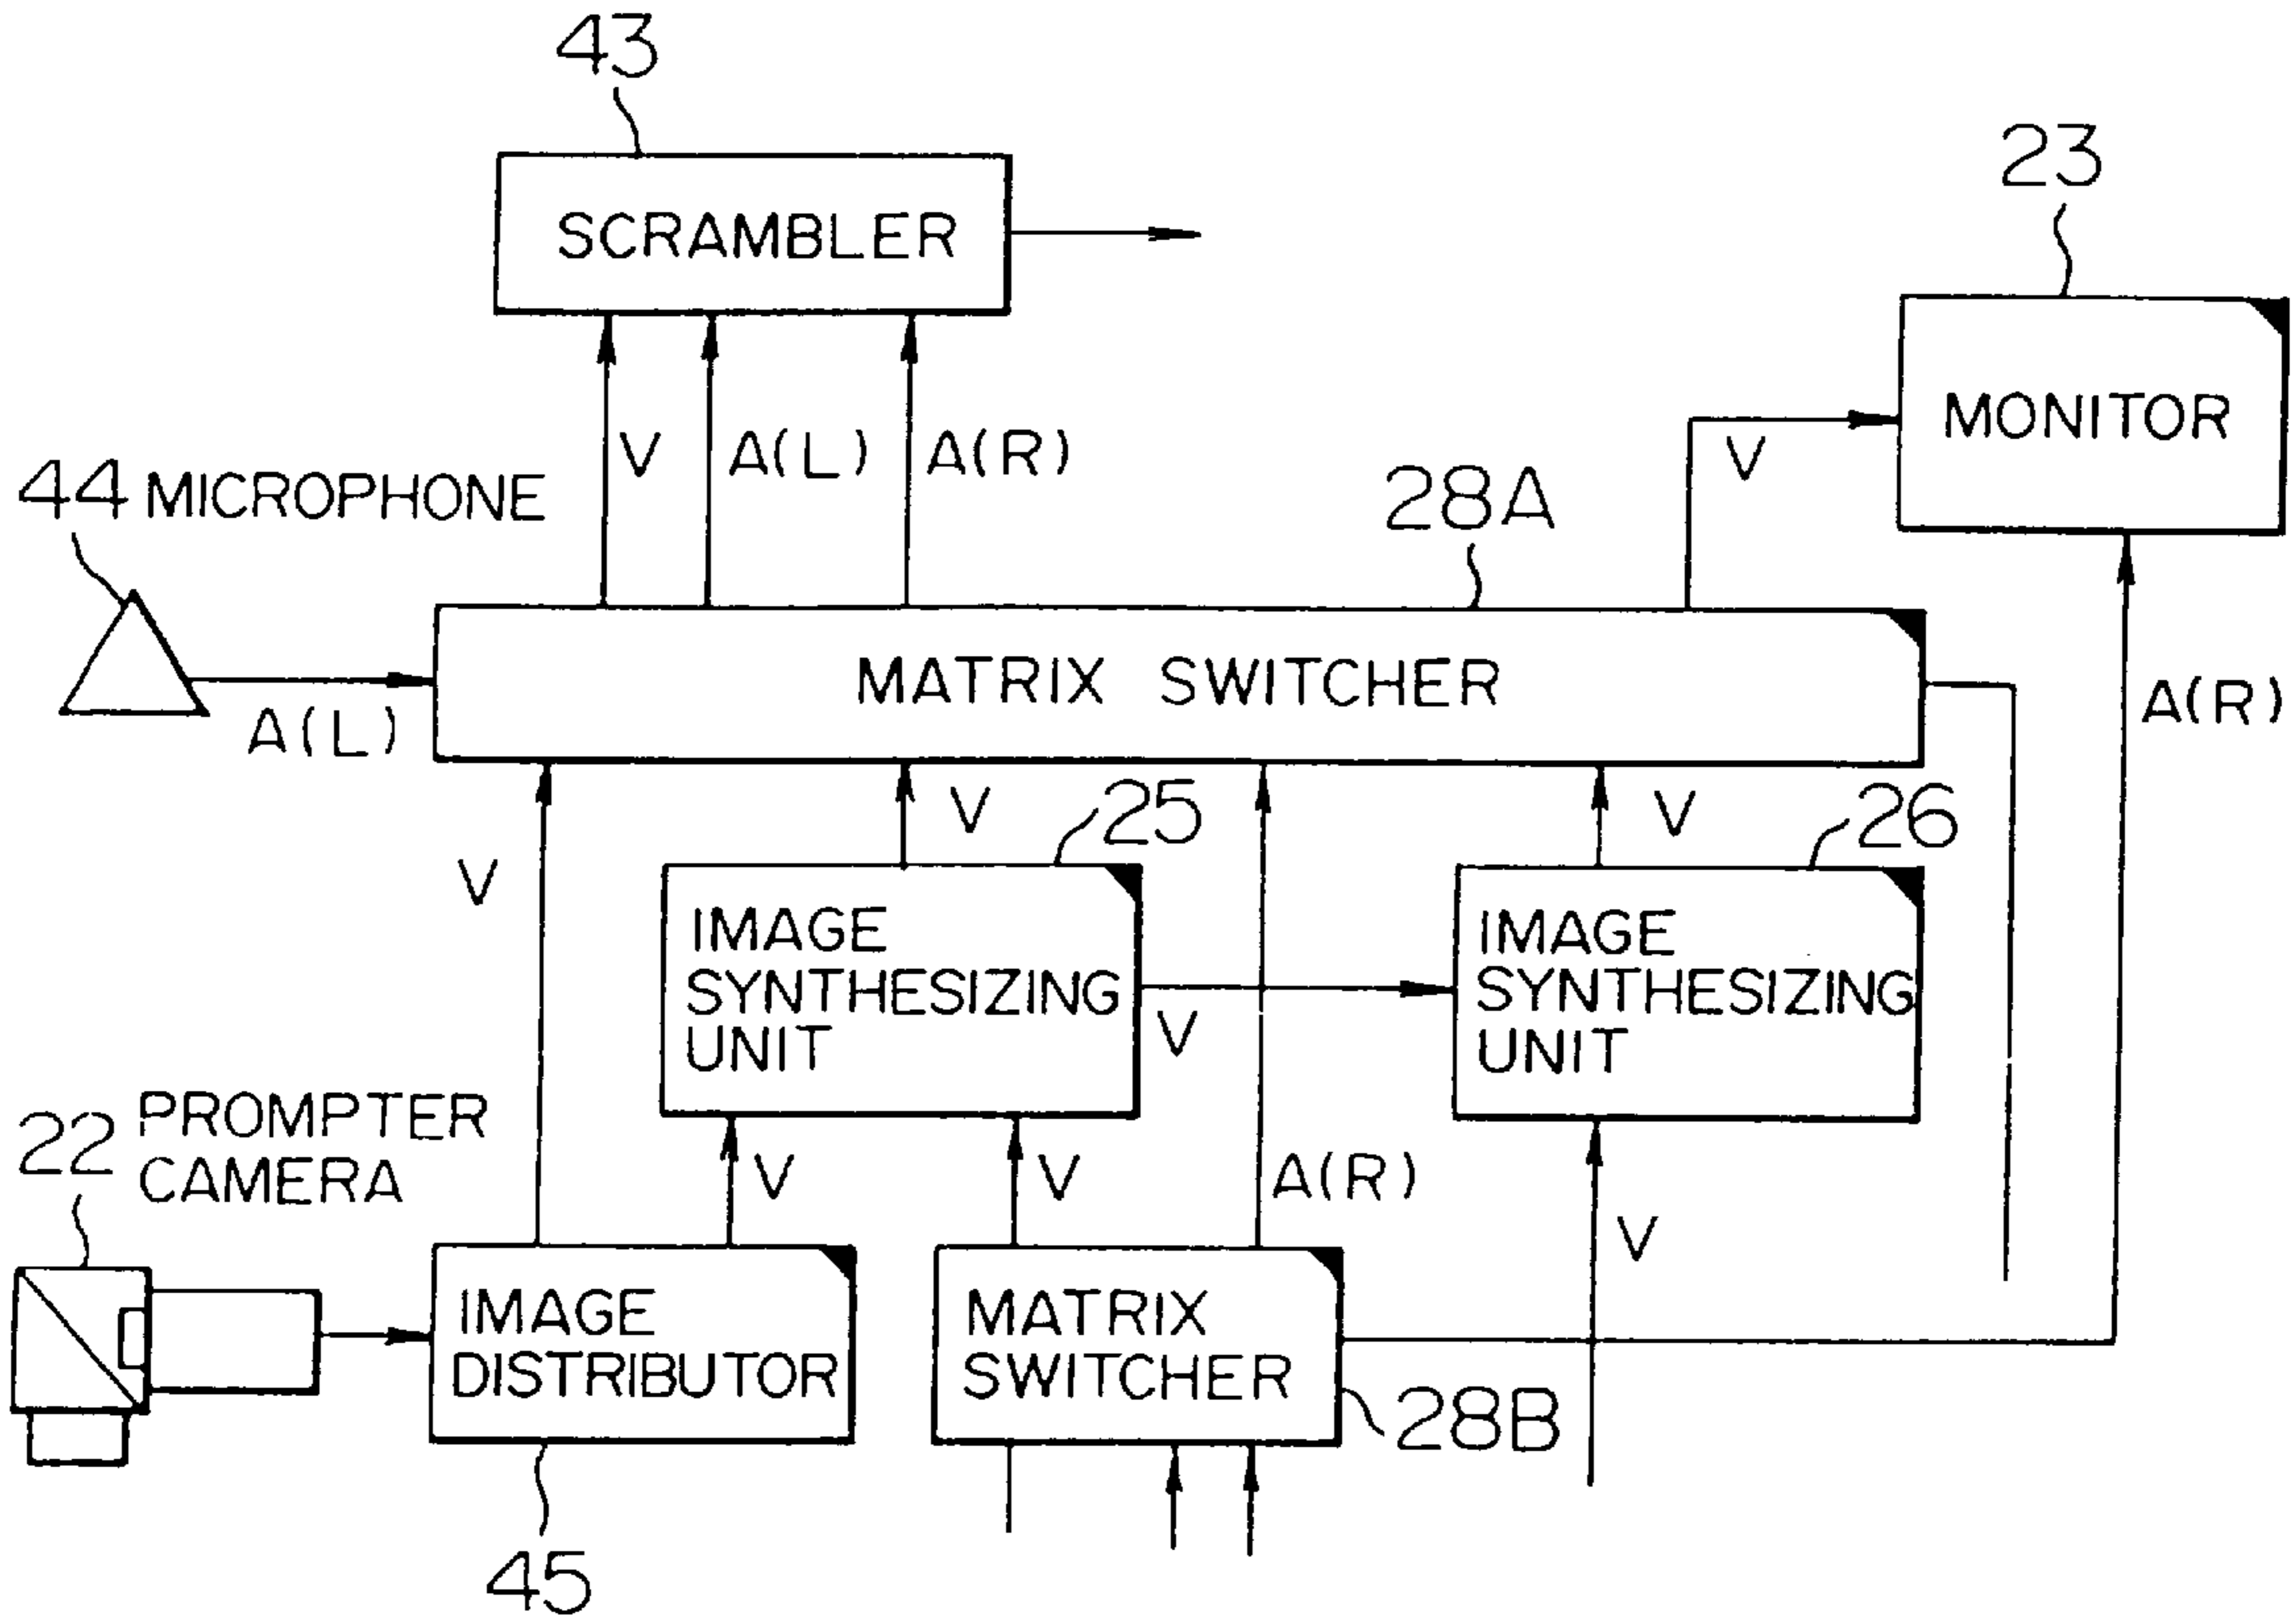 43
SCRAMBLER
23
MONITOR
V
A(L)
A(R)
V
44 MICROPHONE
28A
MATRIX SWITCHER
A(L)
A(R)
V
V
25
V
26
IMAGE
SYNTHESIZING
UNIT
V
IMAGE
SYNTHESIZING
UNIT
22 PROMPTER
CAMERA
V
V
A(R)
V
IMAGE
DISTRIBUTOR
MATRIX
SWITCHER
28B
45